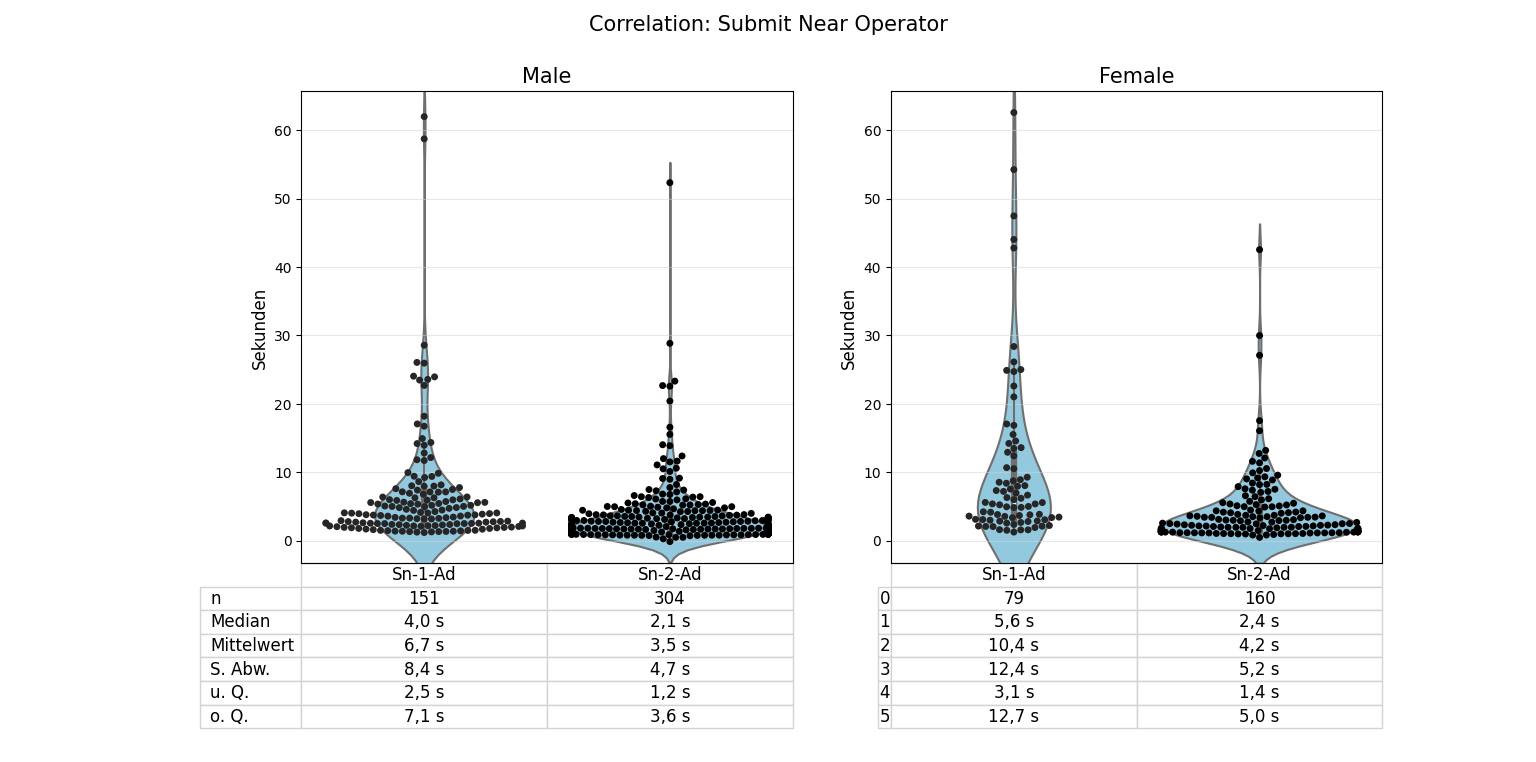 Correlation: Submit Near Operator
Male
Female
60
50
40
30
20
10
0
Sekunden
60
50
40
30
20
10
0
Sekunden
Sn-1-Ad Sn-2-Ad
n 151 304
Median 4,0 s 2,1 s
Mittelwert 6,7 s 3,5 s
S. Abw. 8,4 s 4,7 s
u. Q. 2,5 s 1,2 s
o. Q. 7,1 s 3,6 s
Sn-1-Ad Sn-2-Ad
0 79 160
1 5,6 s 2,4 s
2 10,4 s 4,2 s
3 12,4 s 5,2 s
4 3,1 s 1,4 s
5 12,7 s 5,0 s